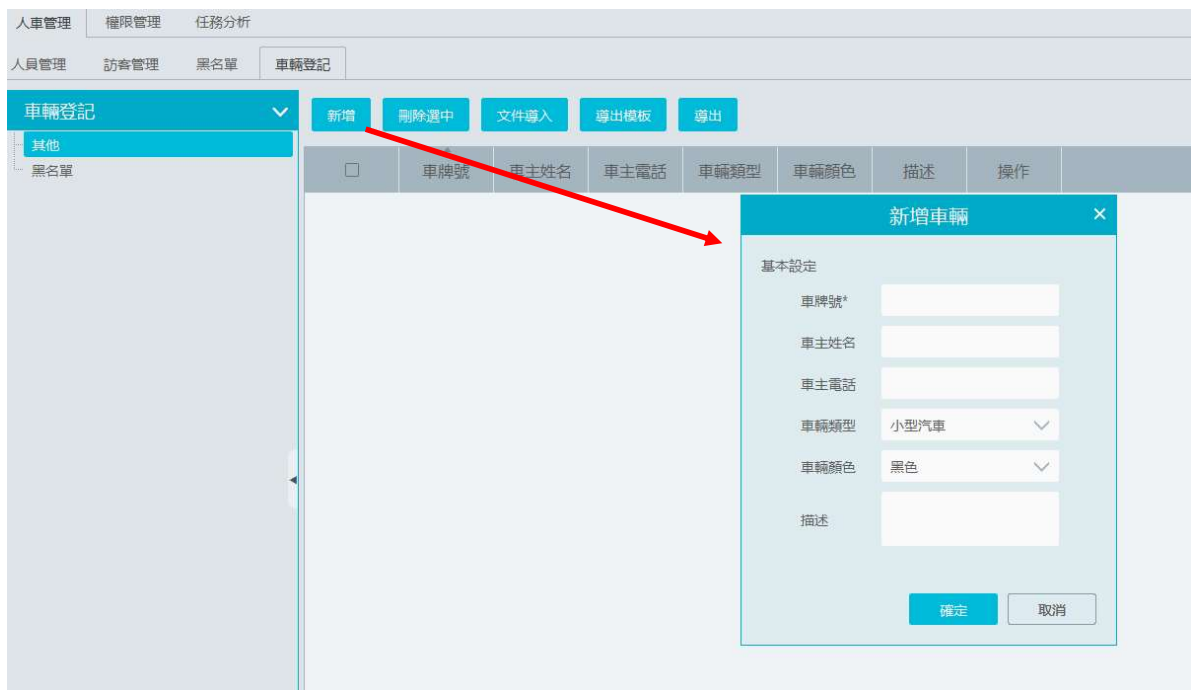 人車管理 權限管理 任務分析
人員管理 訪客管理 黑名單 車輛登記
車輛登記
其他
黑名單
新增 刪除選中 文件導入 導出模板 導出
車牌號 車主姓名 車主電話 車輛類型 車輛顏色 描述 操作
新增車輛 ×
基本設定
車牌號*
車主姓名
車主電話
車輛類型 小型汽車
車輛顏色 黑色
描述
確定 取消